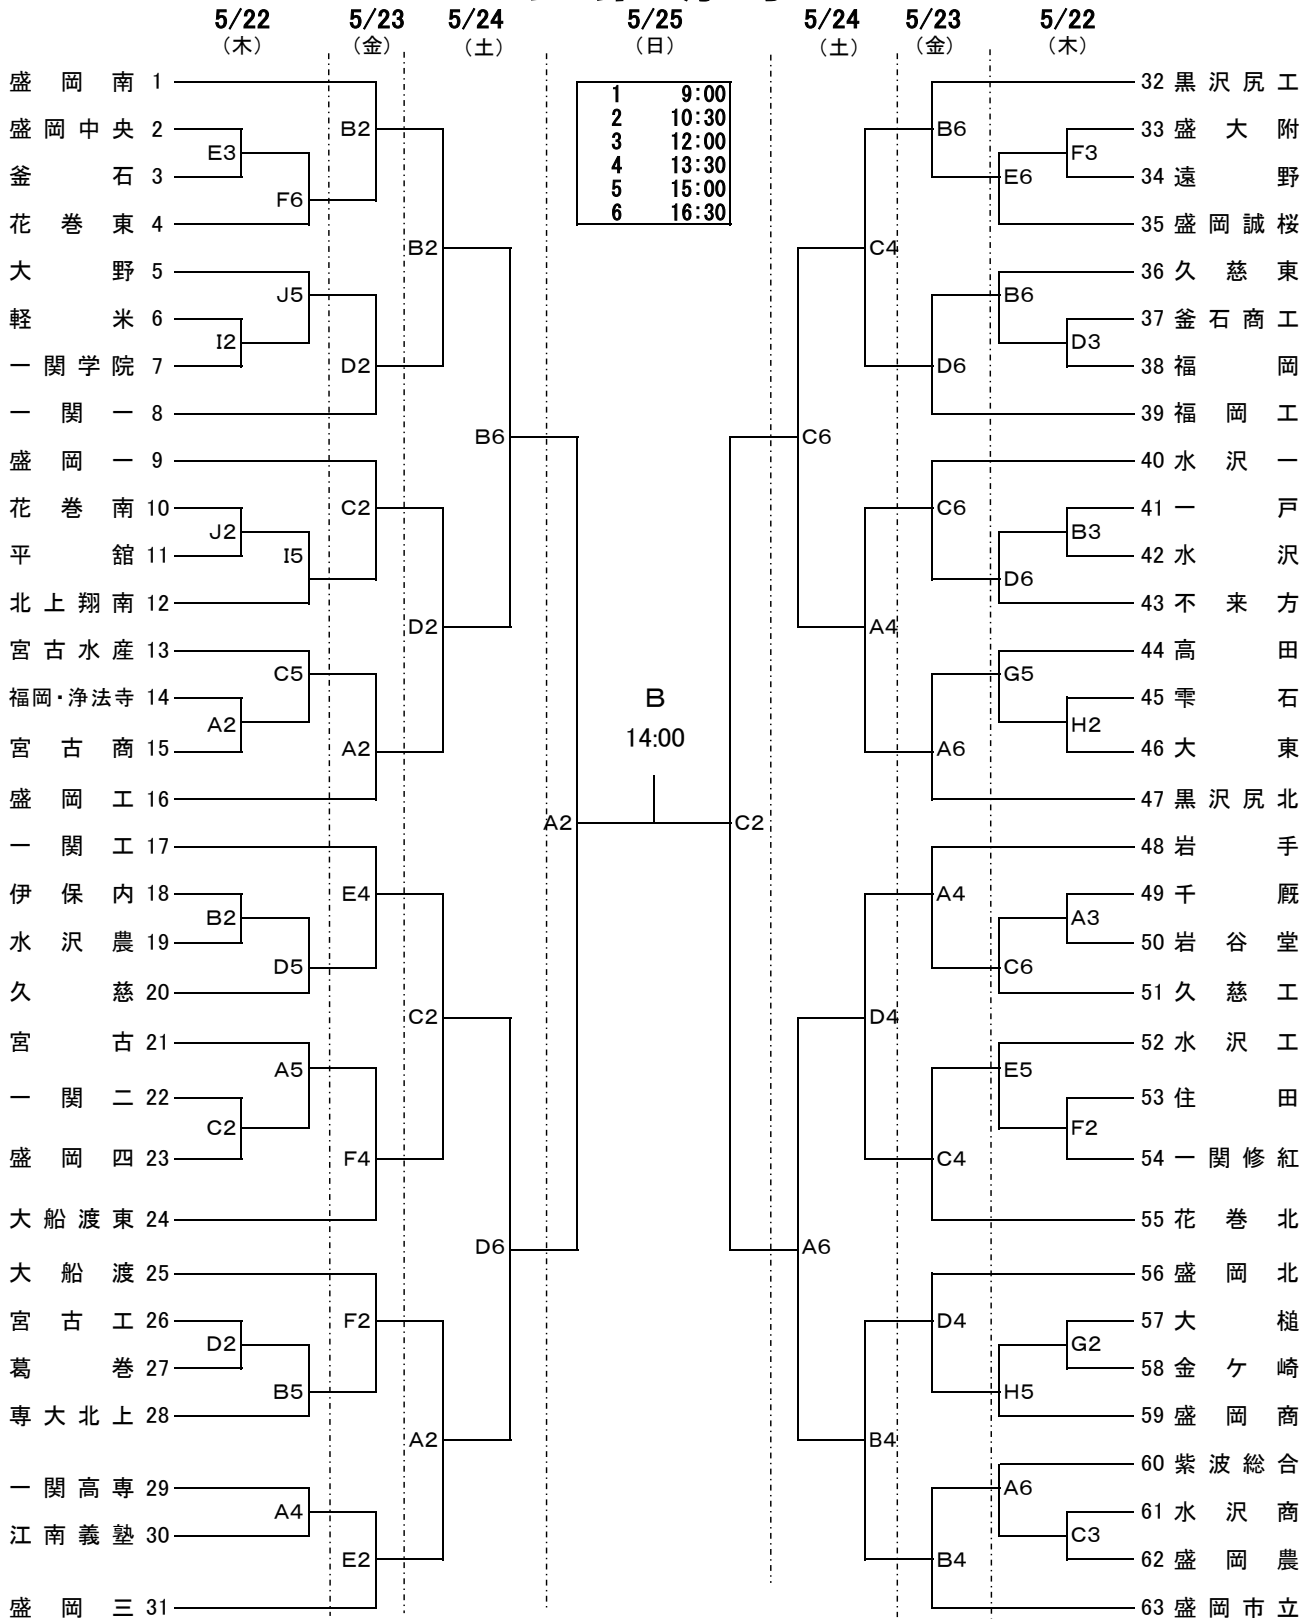 5/22 5/23 5/24 5/25 5/24 5/23 5/22
（木） （金） （土） （日） （土） （金） （木）
1 9:00
2 10:30
3 12:00
4 13:30
5 15:00
6 16:30
盛岡南 1
盛岡中央 2
釜石 3
花巻東 4
大野 5
軽米 6
一関学院 7
一関一 8
盛岡一 9
花巻南 10
平舘 11
北上翔南 12
宮古水産 13
福岡・浄法寺 14
宮古商 15
盛岡工 16
一関工 17
伊保内 18
水沢農 19
久慈 20
宮古 21
一関二 22
盛岡四 23
大船渡東 24
大船渡 25
宮古工 26
葛巻 27
専大北上 28
一関高専 29
江南義塾 30
盛岡三 31
E3
I2
J2
A2
B2
C2
D2
F6
J5
I5
C5
D5
A5
B5
A4
B2
D2
C2
A2
E4
F4
F2
E2
B2
D2
C2
A2
B6
D6
A2
B
14:00
C2
C6
A6
C4
A4
D4
B4
B6
D6
C6
A6
A4
C4
D4
B4
E6
B6
D6
G5
C6
E5
H5
A6
F3
D3
B3
H2
A3
F2
G2
C3
32 黒沢尻工
33 盛大附
34 遠野
35 盛岡誠桜
36 久慈東
37 釜石商工
38 福岡
39 福岡工
40 水沢一
41 一戸
42 水沢
43 不来方
44 高田
45 雫石
46 大東
47 黒沢尻北
48 岩手
49 千厩
50 岩谷堂
51 久慈工
52 水沢工
53 住田
54 一関修紅
55 花巻北
56 盛岡北
57 大槌
58 金ケ崎
59 盛岡商
60 紫波総合
61 水沢商
62 盛岡農
63 盛岡市立